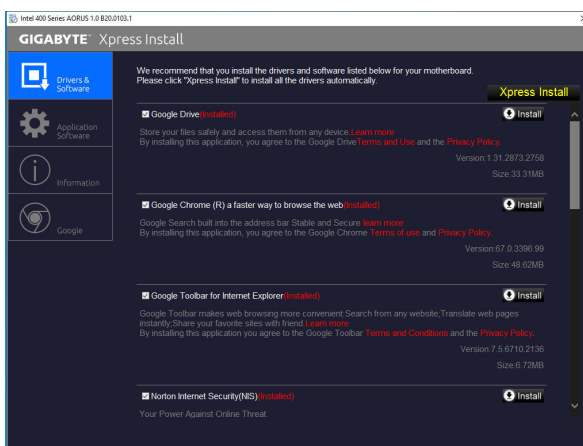 Intel 400 Series AORUS 1.0 B20.0103.1
GIGABYTE™ Xpress Install
Drivers &
Software
Application
Software
Information
Google
We recommend that you install the drivers and software listed below for your motherboard.
Please click "Xpress Install" to install all the drivers automatically.
Xpress Install
Google Drive(Installed)
Install
Store your files safely and access them from any device.Learn more
By installing this application, you agree to the Google DriveTerms and Use and the Privacy Policy.
Version:1.31.2873.2758
Size:33.31MB
Google Chrome (R) a faster way to browse the web(Installed)
Install
Google Search built into the address bar Stable and Secure learn more
By installing this application, you agree to the Google Chrome Terms of use and Privacy Policy.
Version:67.0.3396.99
Size:48.62MB
Google Toolbar for Internet Explorer(Installed)
Install
Google Toolbar makes web browsing more convenient:Search from any website;Translate web pages
instantly;Share your favorite sites with friend.Learn more
By installing this application you agree to the Google Toolbar Terms and Conditions and the Privacy Policy.
Version:7.5.6710.2136
Size:6.72MB
Norton Internet Security(NIS)(Installed)
Install
Your Power Against Online Threat.